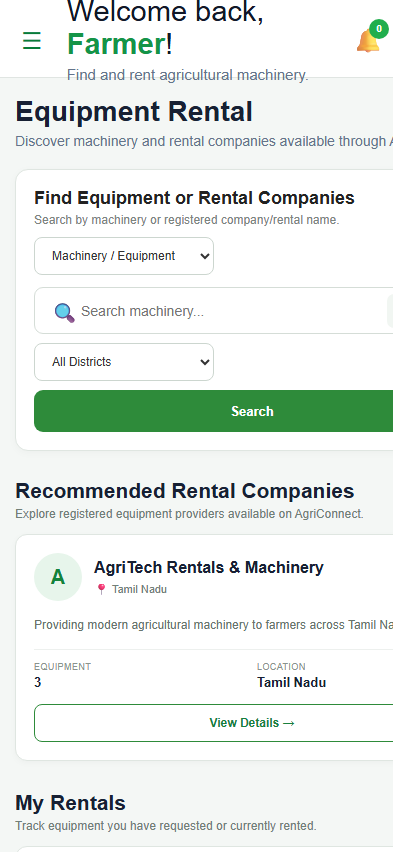 Welcome back,
Farmer!
0
Find and rent agricultural machinery.
Equipment Rental
Discover machinery and rental companies available through
Find Equipment or Rental Companies
Search by machinery or registered company/rental name.
Machinery / Equipment
Search machinery...
All Districts
Search
Recommended Rental Companies
Explore registered equipment providers available on AgriConnect.
A
AgriTech Rentals & Machinery
Tamil Nadu
Providing modern agricultural machinery to farmers across Tamil
EQUIPMENT LOCATION
3 Tamil Nadu
View Details →
My Rentals
Track equipment you have requested or currently rented.